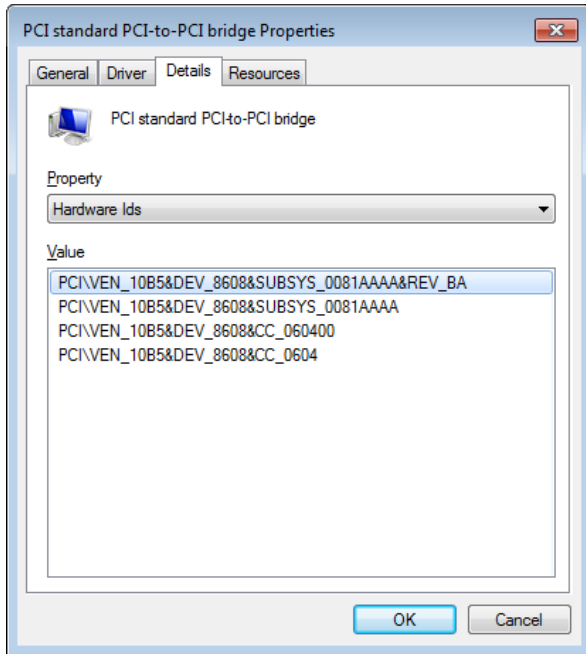 PCI standard PCI-to-PCI bridge Properties
General Driver Details Resources
PCI standard PCI-to-PCI bridge
Property
Hardware Ids
Value
PCI\VEN_10B5&DEV_8608&SUBSYS_0081AAAA&REV_BA
PCI\VEN_10B5&DEV_8608&SUBSYS_0081AAAA
PCI\VEN_10B5&DEV_8608&CC_060400
PCI\VEN_10B5&DEV_8608&CC_0604
OK Cancel